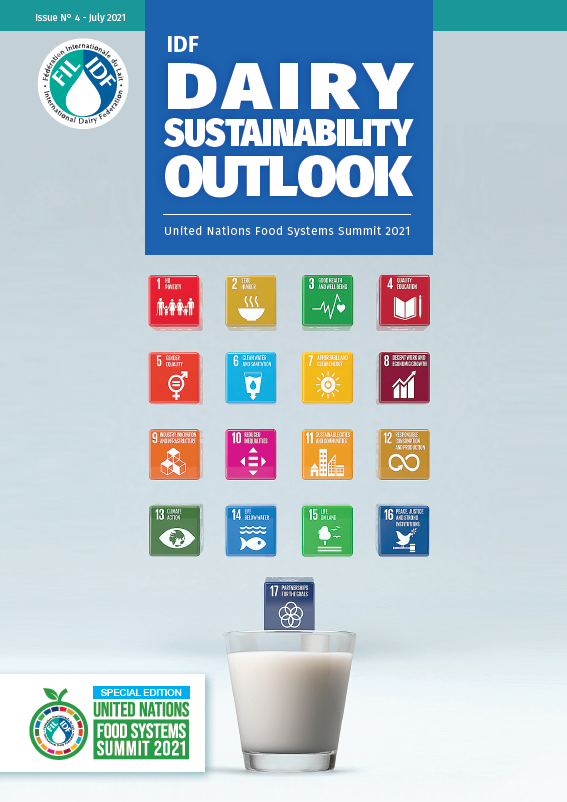 Issue Nº 4 - July 2021
Fédération Internationale du Lait
FIL IDF
International Dairy Federation
IDF
DAIRY
SUSTAINABILITY
OUTLOOK
United Nations Food Systems Summit 2021
1 NO
POVERTY
2 ZERO
HUNGER
3 GOOD HEALTH
AND WELL-BEING
4 QUALITY
EDUCATION
5 GENDER
EQUALITY
6 CLEAN WATER
AND SANITATION
7 AFFORDABLE AND
CLEAN ENERGY
8 DECENT WORK AND
ECONOMIC GROWTH
9 INDUSTRY, INNOVATION
AND INFRASTRUCTURE
10 REDUCED
INEQUALITIES
11 SUSTAINABLE CITIES
AND COMMUNITIES
12 RESPONSIBLE
CONSUMPTION
AND PRODUCTION
13 CLIMATE
ACTION
14 LIFE
BELOW WATER
15 LIFE
ON LAND
16 PEACE, JUSTICE
AND STRONG
INSTITUTIONS
17 PARTNERSHIPS
FOR THE GOALS
FIL IDF
SPECIAL EDITION
UNITED NATIONS
FOOD SYSTEMS
SUMMIT 2021